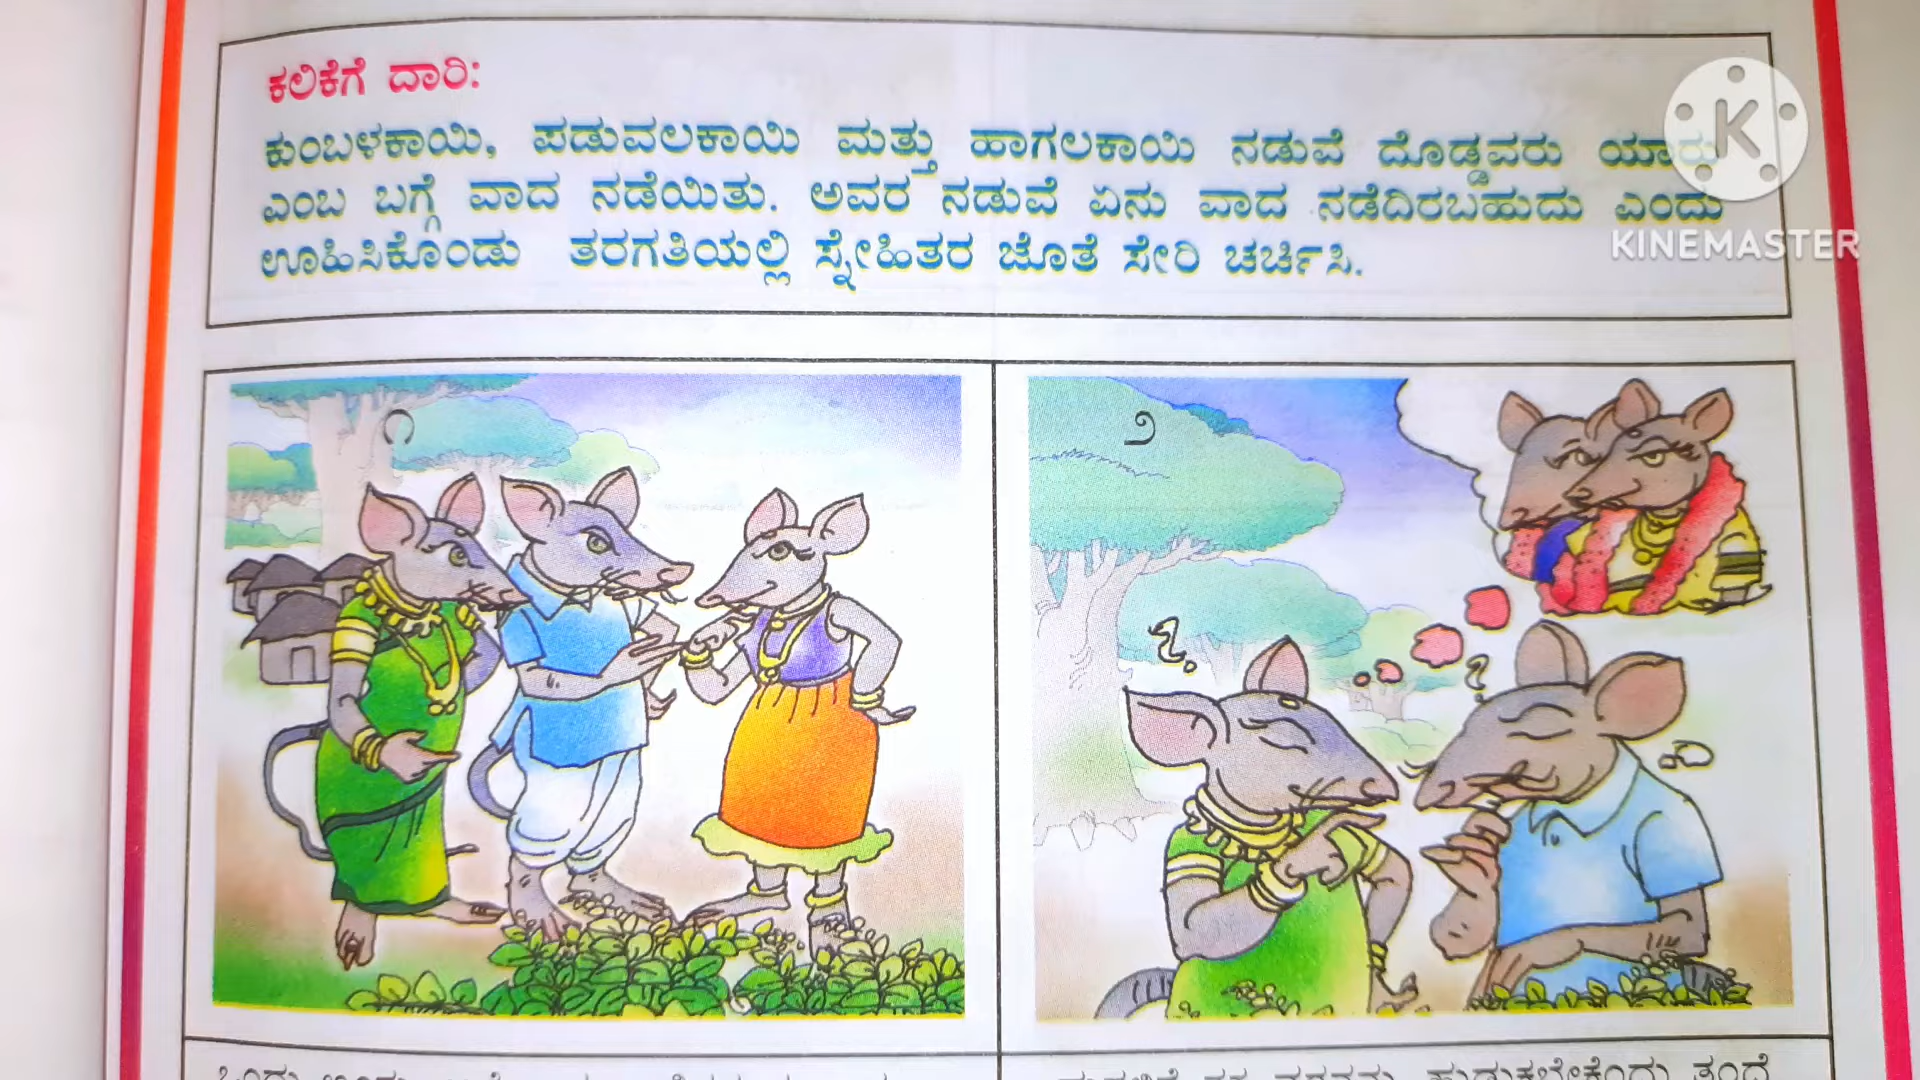 ಕಲಿಕೆಗೆ ದಾರಿ:
ಕುಂಬಳಕಾಯಿ, ಪಡುವಲಕಾಯಿ ಮತ್ತು ಹಾಗಲಕಾಯಿ ನಡುವೆ ದೊಡ್ಡವರು ಯಾರು
ಎಂಬ ಬಗ್ಗೆ ವಾದ ನಡೆಯಿತು. ಅವರ ನಡುವೆ ಏನು ವಾದ ನಡೆದಿರಬಹುದು ಎಂದು
ಊಹಿಸಿಕೊಂಡು ತರಗತಿಯಲ್ಲಿ ಸ್ನೇಹಿತರ ಜೊತೆ ಸೇರಿ ಚರ್ಚಿಸಿ.
K
KINEMASTER
೧
೨
? ? ?
ಹುಡುಕಬೇಕೆಂದು ತಂದೆ